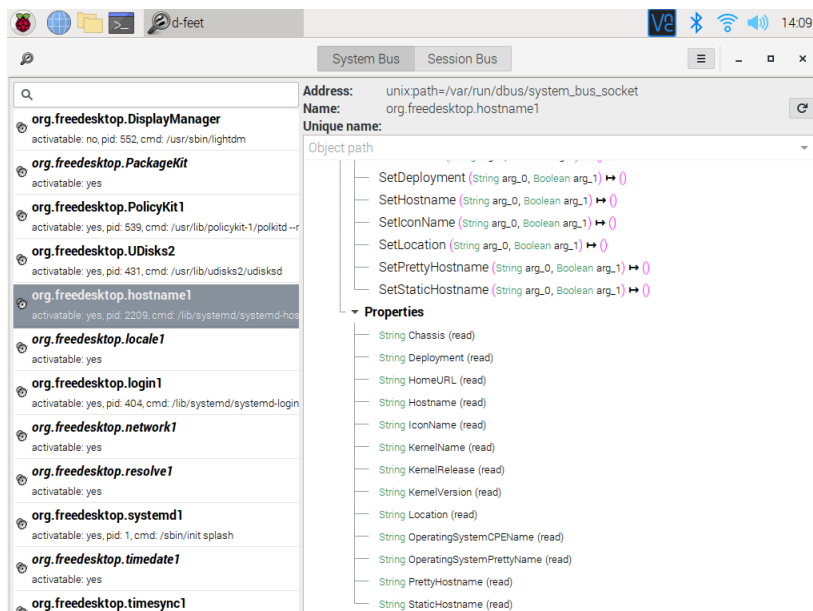 d-feet
14:09
System Bus
Session Bus
org.freedesktop.DisplayManager
activatable: no, pid: 552, cmd: /usr/sbin/lightdm
org.freedesktop.PackageKit
activatable: yes
org.freedesktop.PolicyKit1
activatable: yes, pid: 539, cmd: /usr/lib/policykit-1/polkitd --r
org.freedesktop.UDisks2
activatable: yes, pid: 431, cmd: /usr/lib/udisks2/udisksd
org.freedesktop.hostname1
activatable: yes, pid: 2209, cmd: /lib/systemd/systemd-hos
org.freedesktop.locale1
activatable: yes
org.freedesktop.login1
activatable: yes, pid: 404, cmd: /lib/systemd/systemd-login
org.freedesktop.network1
activatable: yes
org.freedesktop.resolve1
activatable: yes
org.freedesktop.systemd1
activatable: yes, pid: 1, cmd: /sbin/init splash
org.freedesktop.timedate1
activatable: yes
org.freedesktop.timesync1
Address: unix:path=/var/run/dbus/system_bus_socket
Name: org.freedesktop.hostname1
Unique name:
Object path
SetDeployment (String arg_0, Boolean arg_1) ↦ ()
SetHostname (String arg_0, Boolean arg_1) ↦ ()
SetIconName (String arg_0, Boolean arg_1) ↦ ()
SetLocation (String arg_0, Boolean arg_1) ↦ ()
SetPrettyHostname (String arg_0, Boolean arg_1) ↦ ()
SetStaticHostname (String arg_0, Boolean arg_1) ↦ ()
Properties
String Chassis (read)
String Deployment (read)
String HomeURL (read)
String Hostname (read)
String IconName (read)
String KernelName (read)
String KernelRelease (read)
String KernelVersion (read)
String Location (read)
String OperatingSystemCPEName (read)
String OperatingSystemPrettyName (read)
String PrettyHostname (read)
String StaticHostname (read)